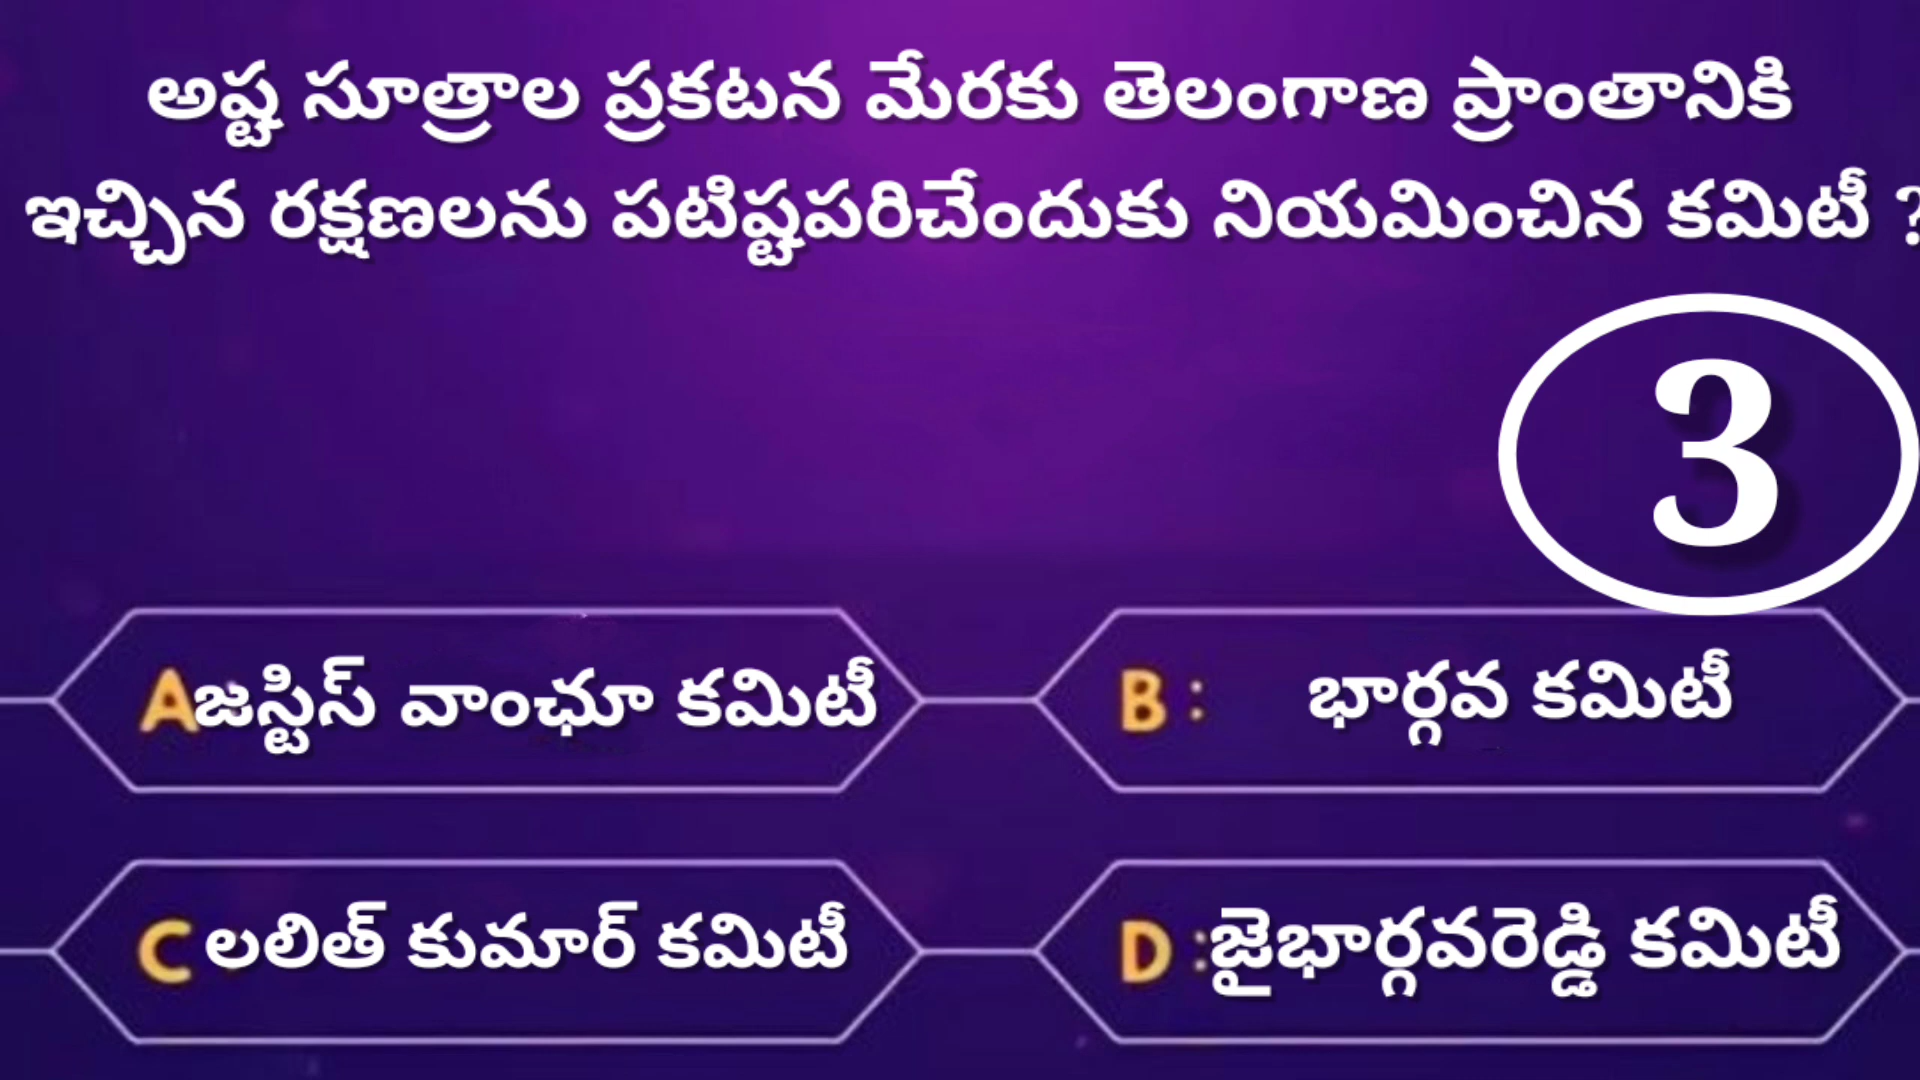 అష్ట సూత్రాల ప్రకటన మేరకు తెలంగాణ ప్రాంతానికి
ఇచ్చిన రక్షణలను పటిష్టపరిచేందుకు నియమించిన కమిటీ ?
3
A జస్టిస్ వాంఛూ కమిటీ
B : భార్గవ కమిటీ
C లలిత్ కుమార్ కమిటీ
D : జైభార్గవరెడ్డి కమిటీ